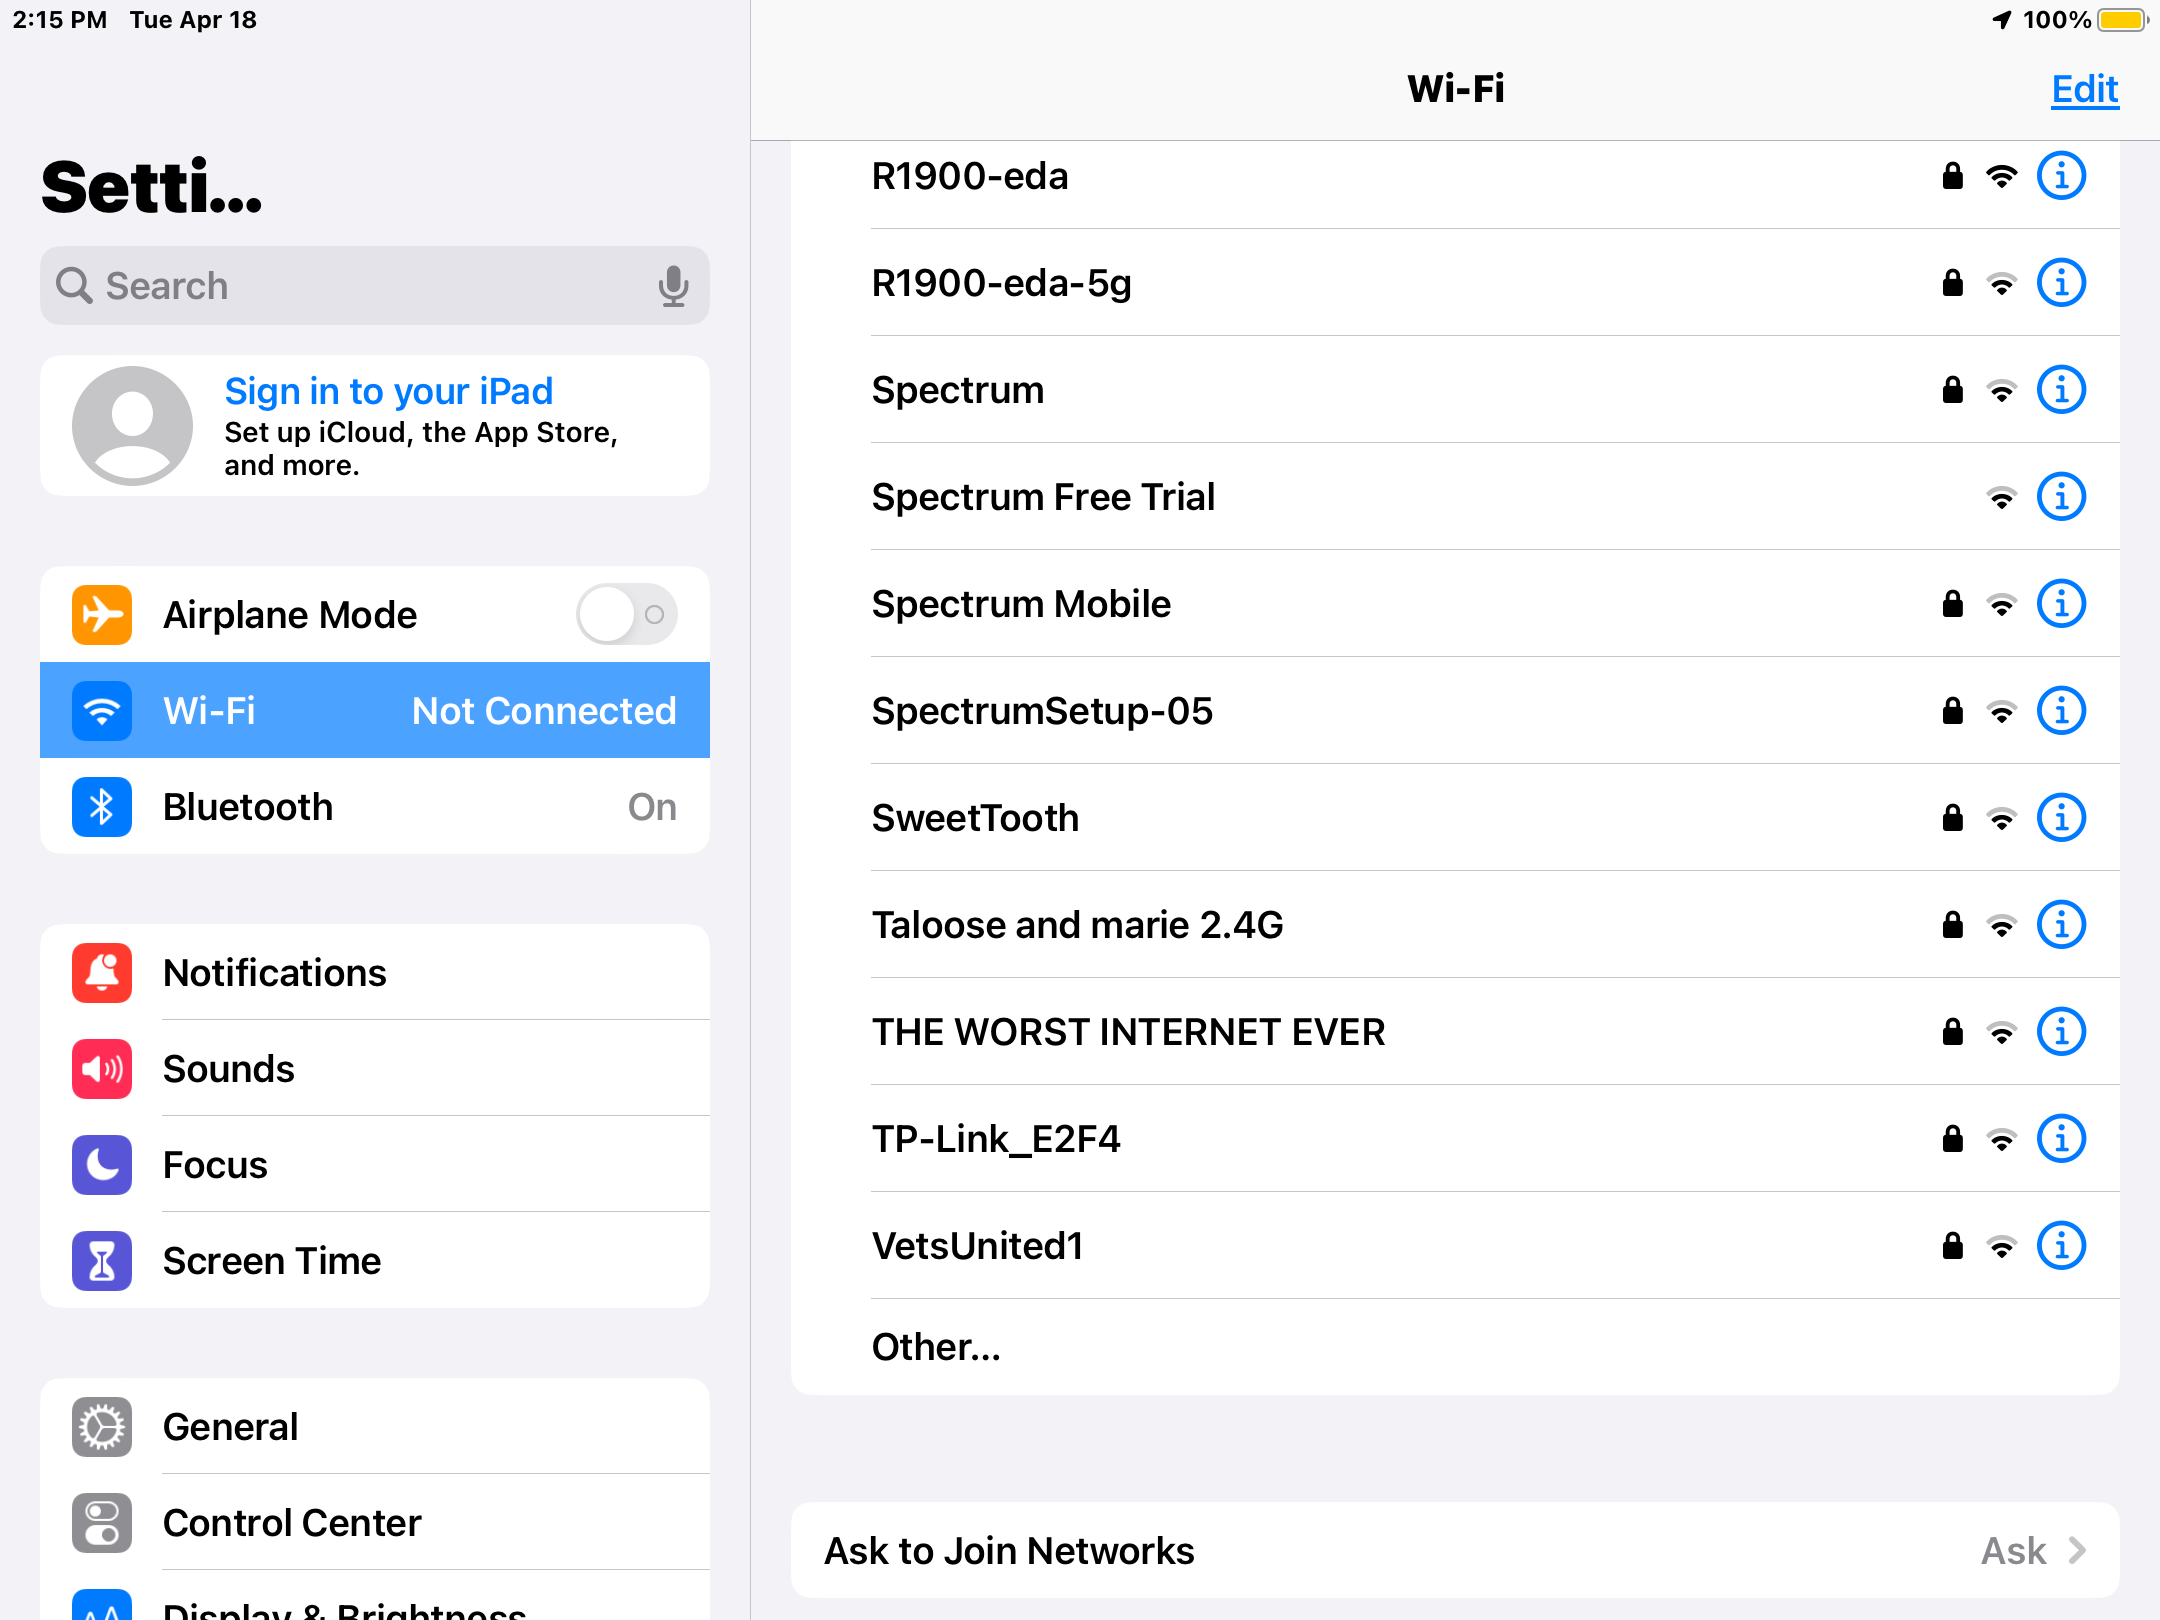 2:15 PM Tue Apr 18
100%
Setti...
Search
Sign in to your iPad
Set up iCloud, the App Store,
and more.
Airplane Mode
Wi-Fi Not Connected
Bluetooth On
Notifications
Sounds
Focus
Screen Time
General
Control Center
Display & Brightness
Wi-Fi
Edit
R1900-eda
R1900-eda-5g
Spectrum
Spectrum Free Trial
Spectrum Mobile
SpectrumSetup-05
SweetTooth
Taloose and marie 2.4G
THE WORST INTERNET EVER
TP-Link_E2F4
VetsUnited1
Other...
Ask to Join Networks Ask